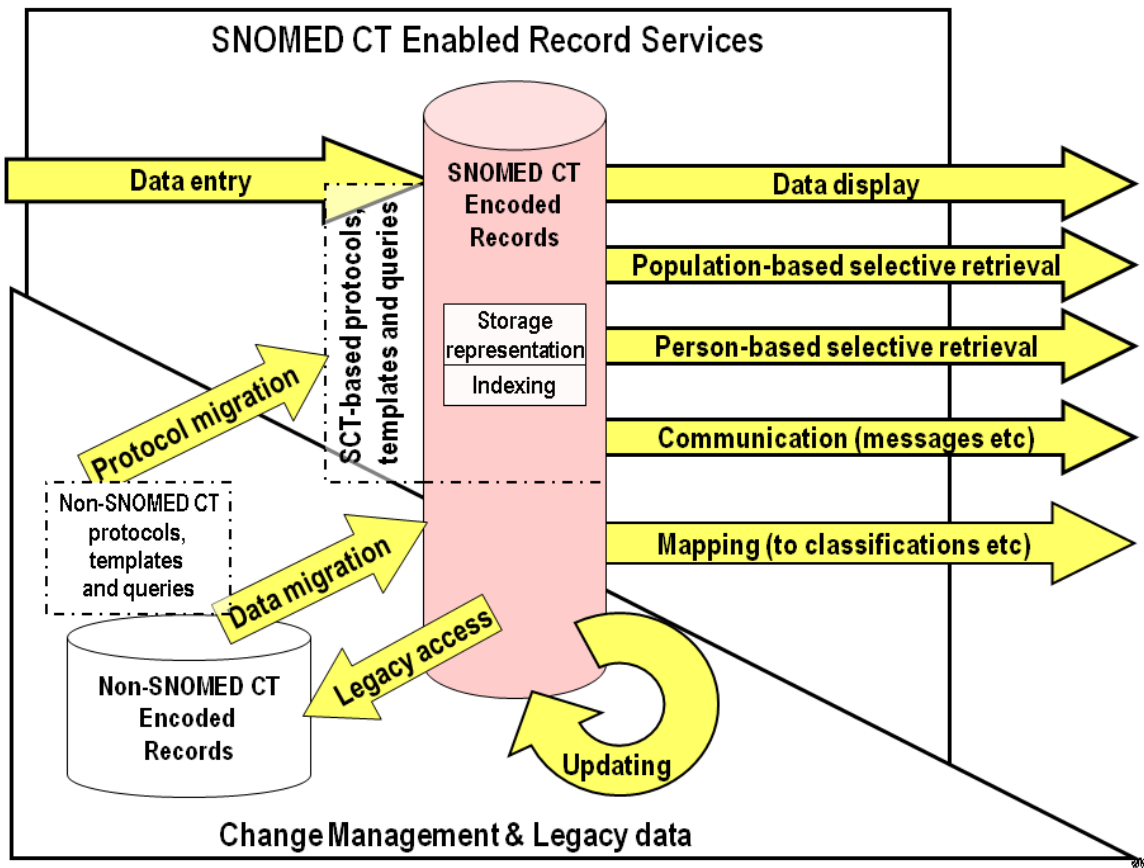 SNOMED CT Enabled Record Services
Data entry
SNOMED CT
Encoded
Records
Storage
representation
Indexing
SCT-based protocols,
templates and queries
Data display
Population-based selective retrieval
Person-based selective retrieval
Communication (messages etc)
Mapping (to classifications etc)
Protocol migration
Non-SNOMED CT
protocols,
templates
and queries
Data migration
Legacy access
Non-SNOMED CT
Encoded
Records
Updating
Change Management & Legacy data